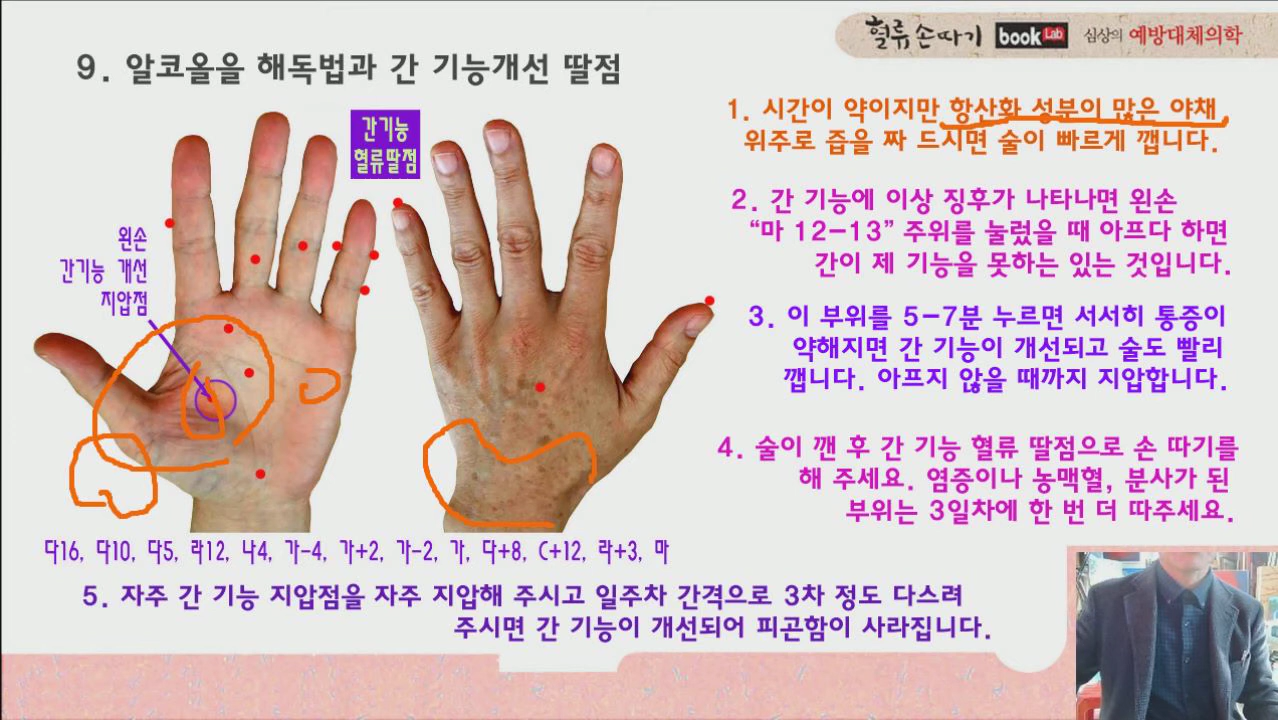 혈류 손따기 book Lab 심상의 예방대체의학
9. 알코올을 해독법과 간 기능개선 딸점
간기능
혈류딸점
왼손
간기능 개선
지압점
1. 시간이 약이지만 항산화 성분이 많은 야채
위주로 즙을 짜 드시면 술이 빠르게 깹니다.
2. 간 기능에 이상 징후가 나타나면 왼손
“마 12-13” 주위를 눌렀을 때 아프다 하면
간이 제 기능을 못하는 있는 것입니다.
3. 이 부위를 5-7분 누르면 서서히 통증이
약해지면 간 기능이 개선되고 술도 빨리
깹니다. 아프지 않을 때까지 지압합니다.
4. 술이 깬 후 간 기능 혈류 딸점으로 손 따기를
해 주세요. 염증이나 농맥혈, 분사가 된
부위는 3일차에 한 번 더 따주세요.
닥16, 닥10, 닥5, 락12, 나4, 가-4, 가+2, 가-2, 가, 닥+8, C+12, 락+3, 마
5. 자주 간 기능 지압점을 자주 지압해 주시고 일주차 간격으로 3차 정도 다스려
주시면 간 기능이 개선되어 피곤함이 사라집니다.